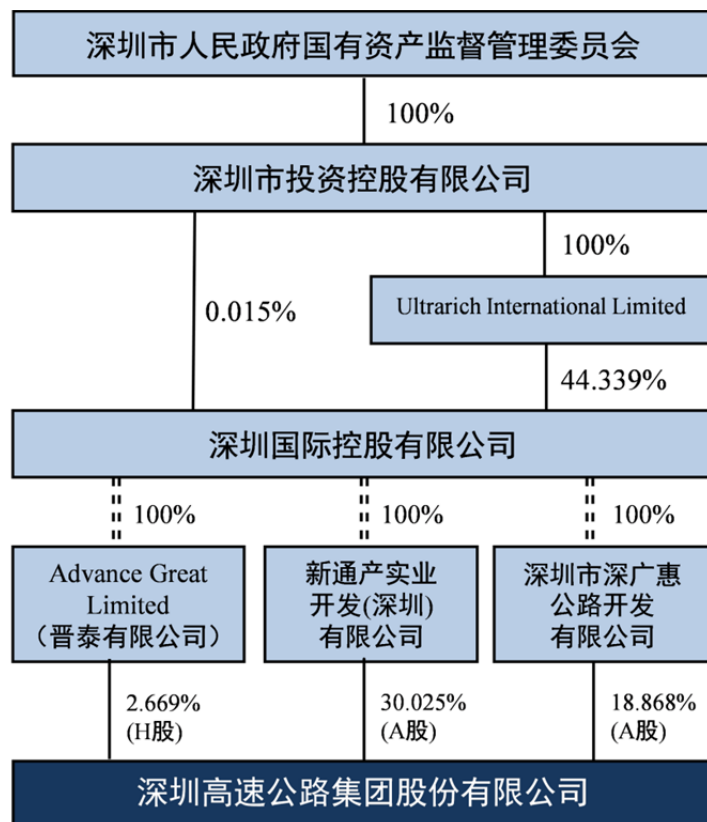 深圳市人民政府国有资产监督管理委员会
100%
深圳市投资控股有限公司
100%
0.015%
Ultrarich International Limited
44.339%
深圳国际控股有限公司
100%
100%
100%
Advance Great
Limited
（晋泰有限公司）
新通产实业
开发(深圳)
有限公司
深圳市深广惠
公路开发
有限公司
2.669%
(H股)
30.025%
(A股)
18.868%
(A股)
深圳高速公路集团股份有限公司